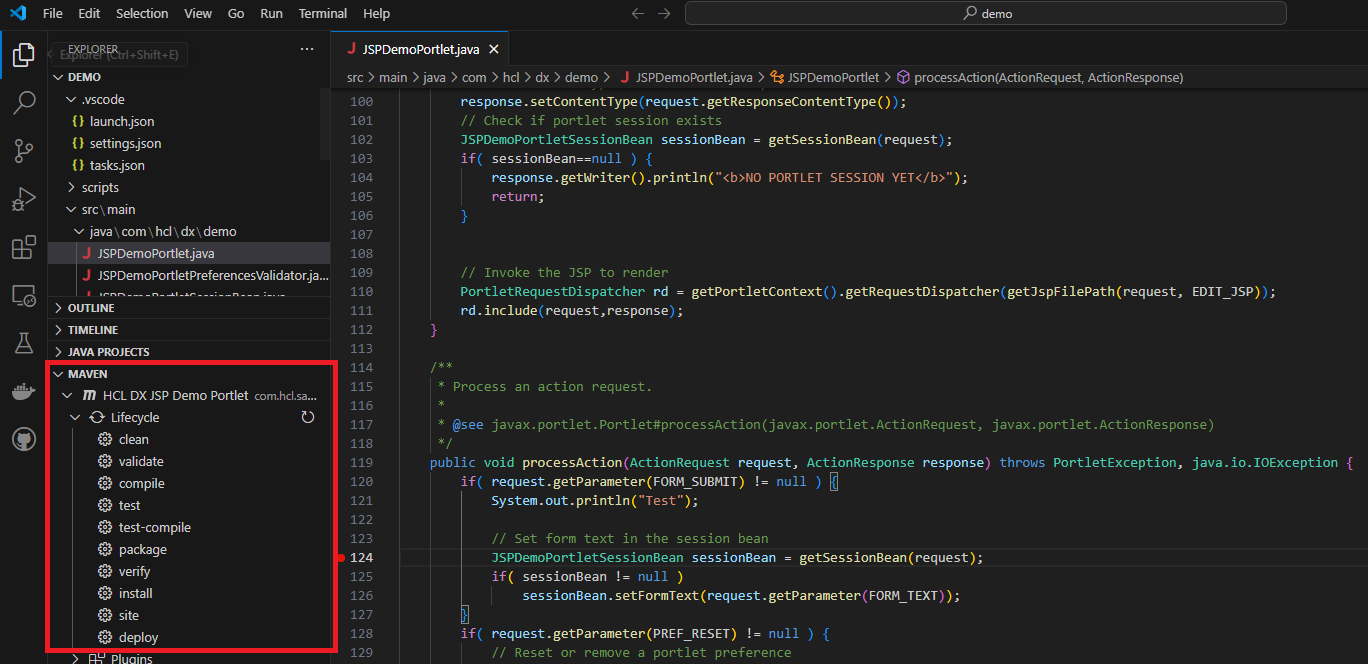 File Edit Selection View Go Run Terminal Help
demo
EXPLORER
Explorer (Ctrl+Shift+E)
DEMO
.vscode
launch.json
settings.json
tasks.json
scripts
src\main
java\com\hcl\dx\demo
JSPDemoPortlet.java
JSPDemoPortletPreferencesValidator.ja...
JSPDemoPortletSessionBean.java
OUTLINE
TIMELINE
JAVA PROJECTS
MAVEN
HCL DX JSP Demo Portlet com.hcl.sa...
Lifecycle
clean
validate
compile
test
test-compile
package
verify
install
site
deploy
Plugins
JSPDemoPortlet.java
src > main > java > com > hcl > dx > demo > JSPDemoPortlet.java > JSPDemoPortlet > processAction(ActionRequest, ActionResponse)
100 response.setContentType(request.getResponseContentType());
101 // Check if portlet session exists
102 JSPDemoPortletSessionBean sessionBean = getSessionBean(request);
103 if( sessionBean==null ) {
104 response.getWriter().println("<b>NO PORTLET SESSION YET</b>");
105 return;
106 }
107
108
109 // Invoke the JSP to render
110 PortletRequestDispatcher rd = getPortletContext().getRequestDispatcher(getJspFilePath(request, EDIT_JSP));
111 rd.include(request,response);
112 }
113
114 /**
115 * Process an action request.
116 *
117 * @see javax.portlet.Portlet#processAction(javax.portlet.ActionRequest, javax.portlet.ActionResponse)
118 */
119 public void processAction(ActionRequest request, ActionResponse response) throws PortletException, java.io.IOException {
120 if( request.getParameter(FORM_SUBMIT) != null ) {
121 System.out.println("Test");
122
123 // Set form text in the session bean
124 JSPDemoPortletSessionBean sessionBean = getSessionBean(request);
125 if( sessionBean != null )
126 sessionBean.setFormText(request.getParameter(FORM_TEXT));
127 }
128 if( request.getParameter(PREF_RESET) != null ) {
129 // Reset or remove a portlet preference